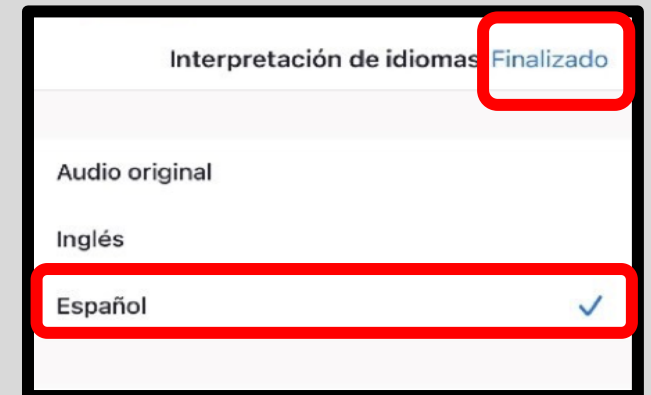 Interpretación de idiomas Finalizado
Audio original
Inglés
Español